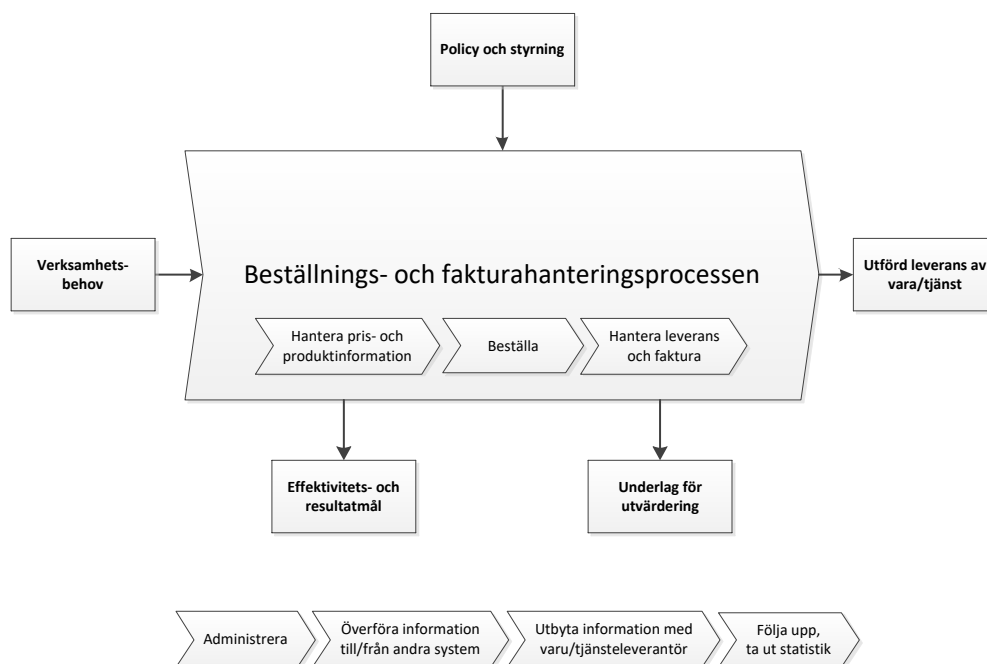 Policy och styrning
Verksamhets-
behov
Beställnings- och fakturahanteringsprocessen
Utförd leverans av
vara/tjänst
Hantera pris- och
produktinformation
Beställa
Hantera leverans
och faktura
Effektivitets- och
resultatmål
Underlag för
utvärdering
Administrera
Överföra information
till/från andra system
Utbyta information med
varu/tjänsteleverantör
Följa upp,
ta ut statistik